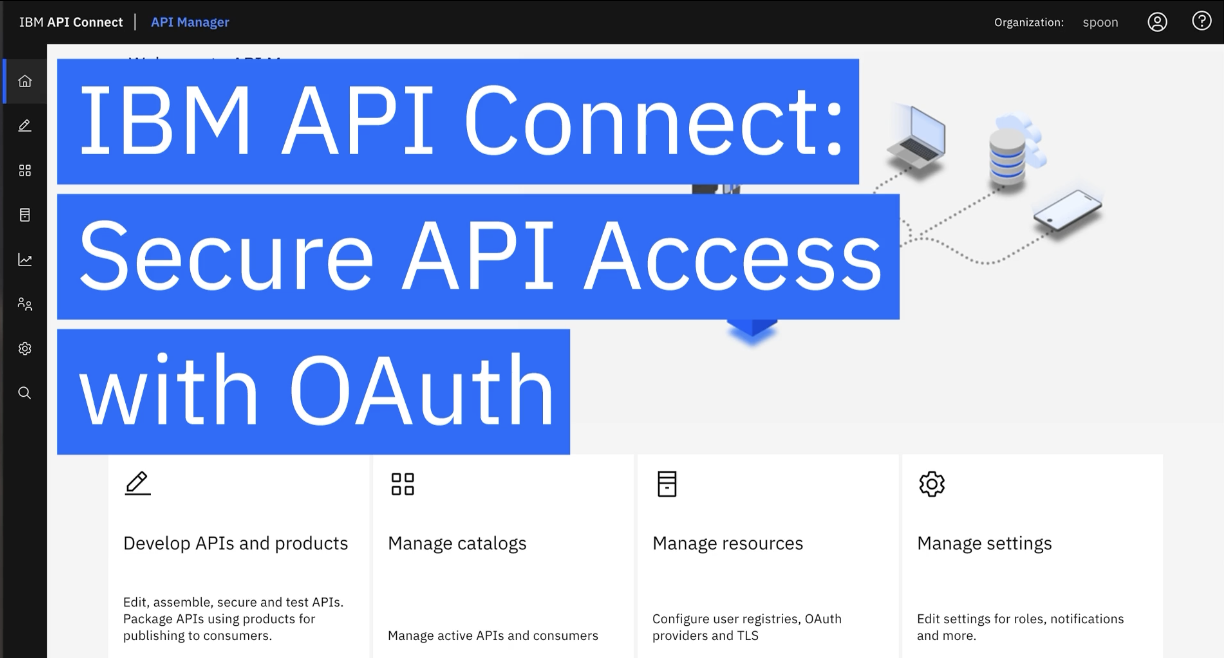 IBM API Connect API Manager Organization: spoon
IBM API Connect:
Secure API Access
with OAuth
Develop APIs and products
Edit, assemble, secure and test APIs.
Package APIs using products for
publishing to consumers.
Manage catalogs
Manage active APIs and consumers
Manage resources
Configure user registries, OAuth
providers and TLS
Manage settings
Edit settings for roles, notifications
and more.